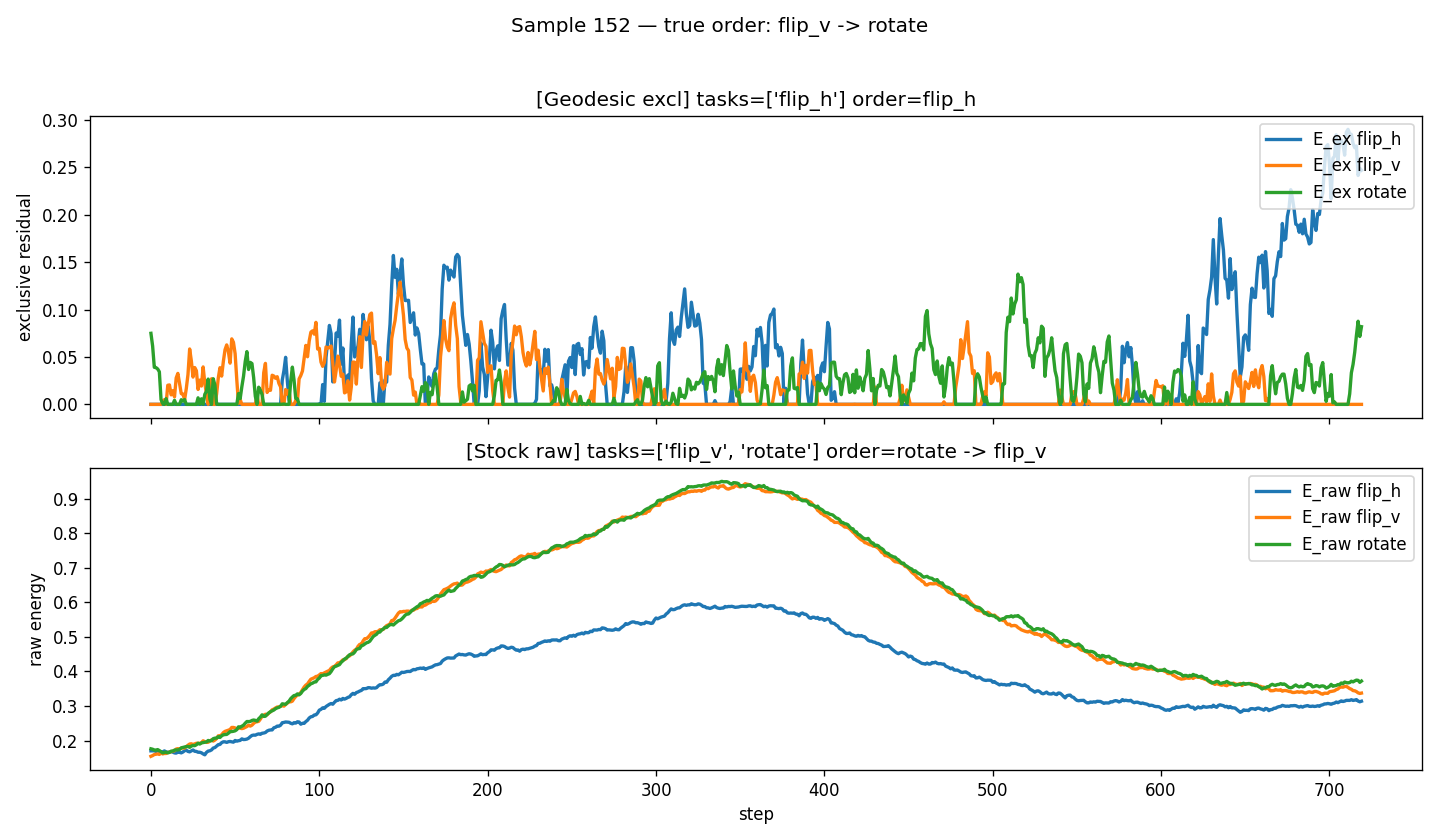 Sample 152 — true order: flip_v -> rotate
[Geodesic excl] tasks=['flip_h'] order=flip_h
exclusive residual
0.30
0.25
0.20
0.15
0.10
0.05
0.00
E_ex flip_h
E_ex flip_v
E_ex rotate
[Stock raw] tasks=['flip_v', 'rotate'] order=rotate -> flip_v
raw energy
0.9
0.8
0.7
0.6
0.5
0.4
0.3
0.2
E_raw flip_h
E_raw flip_v
E_raw rotate
0 100 200 300 400 500 600 700
step